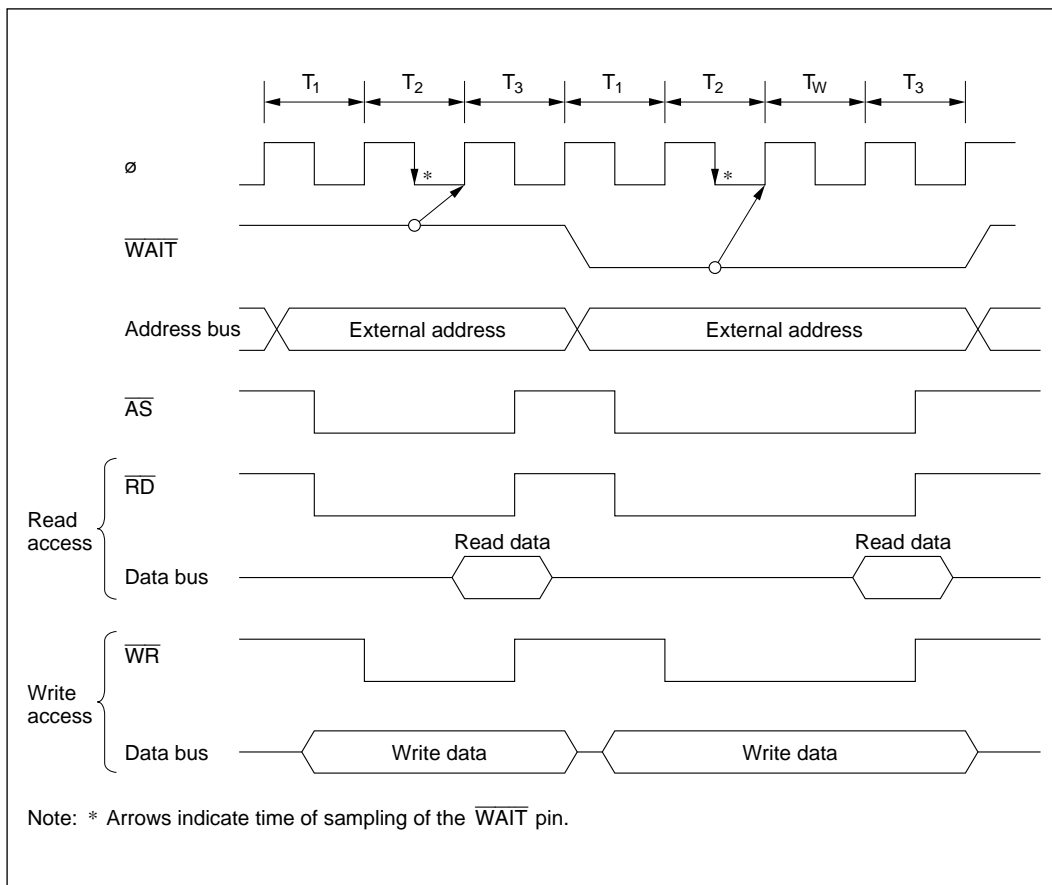 T1 T2 T3 T1 T2 TW T3
ø
*
*
WAIT
Address bus
External address
External address
AS
Read access
RD
Read data
Read data
Data bus
Write access
WR
Data bus
Write data
Write data
Note: * Arrows indicate time of sampling of the WAIT pin.